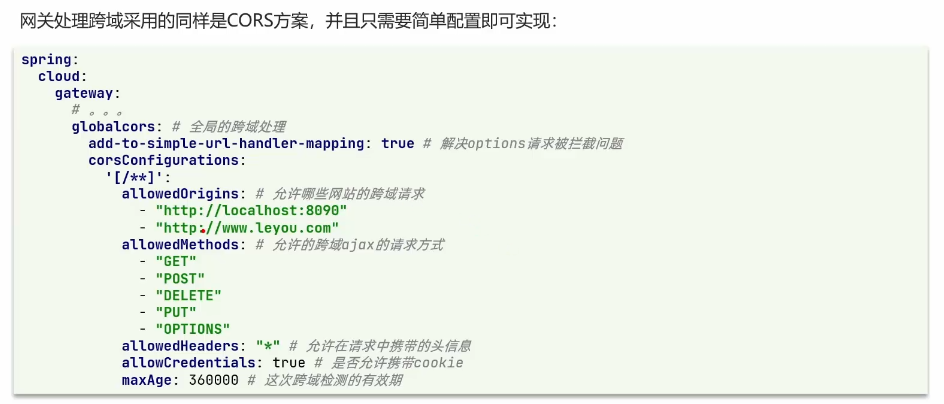 网关处理跨域采用的同样是CORS方案，并且只需要简单配置即可实现：
spring:
  cloud:
    gateway:
      # 。。。
      globalcors: # 全局的跨域处理
        add-to-simple-url-handler-mapping: true # 解决options请求被拦截问题
        corsConfigurations:
          '[/**]':
            allowedOrigins: # 允许哪些网站的跨域请求
              - "http://localhost:8090"
              - "http://www.leyou.com"
            allowedMethods: # 允许的跨域ajax的请求方式
              - "GET"
              - "POST"
              - "DELETE"
              - "PUT"
              - "OPTIONS"
            allowedHeaders: "*" # 允许在请求中携带的头信息
            allowCredentials: true # 是否允许携带cookie
            maxAge: 360000 # 这次跨域检测的有效期